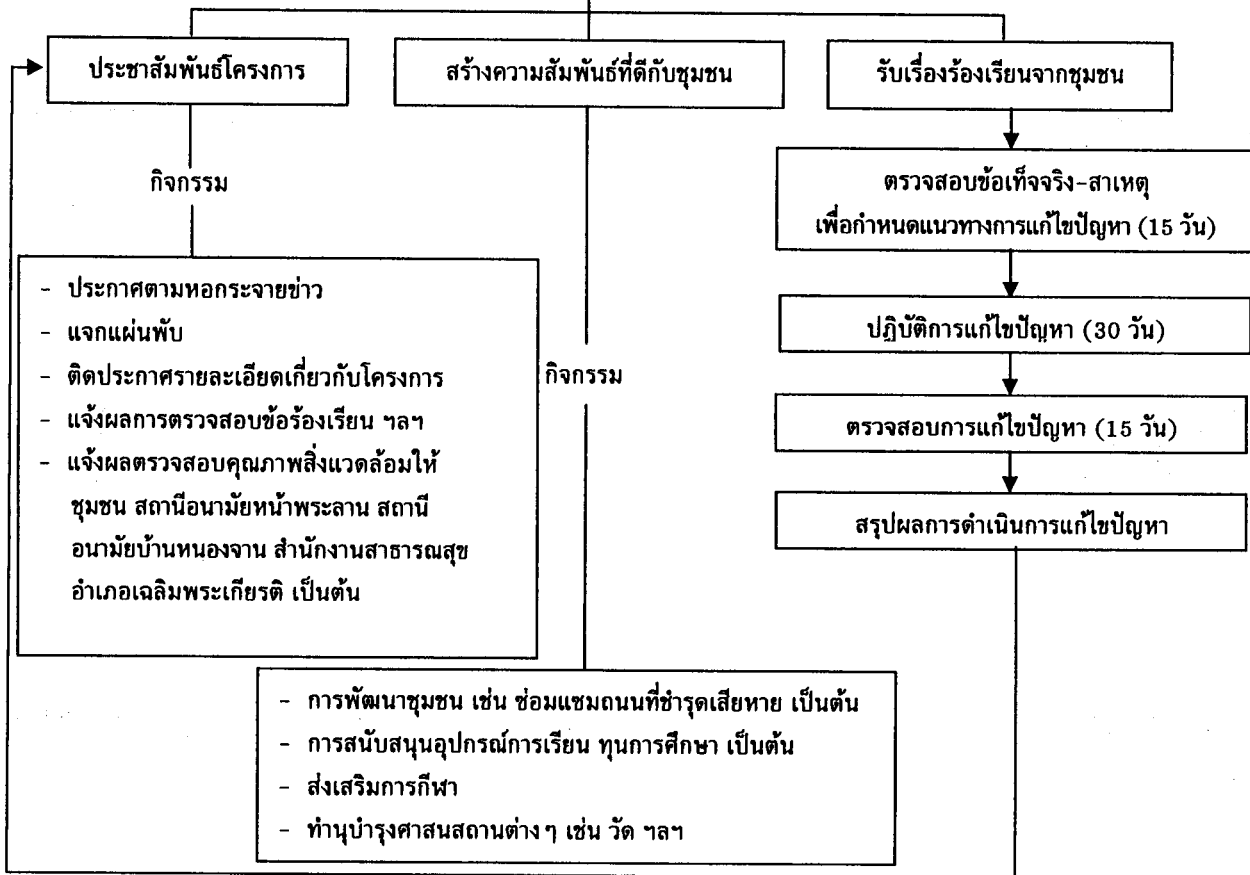 ประชาสัมพันธ์โครงการ
สร้างความสัมพันธ์ที่ดีกับชุมชน
รับเรื่องร้องเรียนจากชุมชน
กิจกรรม
- ประกาศตามหอกระจายข่าว
- แจกแผ่นพับ
- ติดประกาศรายละเอียดเกี่ยวกับโครงการ
- แจ้งผลการตรวจสอบข้อร้องเรียน ฯลฯ
- แจ้งผลตรวจสอบคุณภาพสิ่งแวดล้อมให้
ชุมชน สถานีอนามัยหน้าพระลาน สถานี
อนามัยบ้านหนองจาน สำนักงานสาธารณสุข
อำเภอเฉลิมพระเกียรติ เป็นต้น
กิจกรรม
- การพัฒนาชุมชน เช่น ซ่อมแซมถนนที่ชำรุดเสียหาย เป็นต้น
- การสนับสนุนอุปกรณ์การเรียน ทุนการศึกษา เป็นต้น
- ส่งเสริมการกีฬา
- ทำนุบำรุงศาสนสถานต่างๆ เช่น วัด ฯลฯ
ตรวจสอบข้อเท็จจริง-สาเหตุ
เพื่อกำหนดแนวทางการแก้ไขปัญหา (15 วัน)
ปฏิบัติการแก้ไขปัญหา (30 วัน)
ตรวจสอบการแก้ไขปัญหา (15 วัน)
สรุปผลการดำเนินการแก้ไขปัญหา